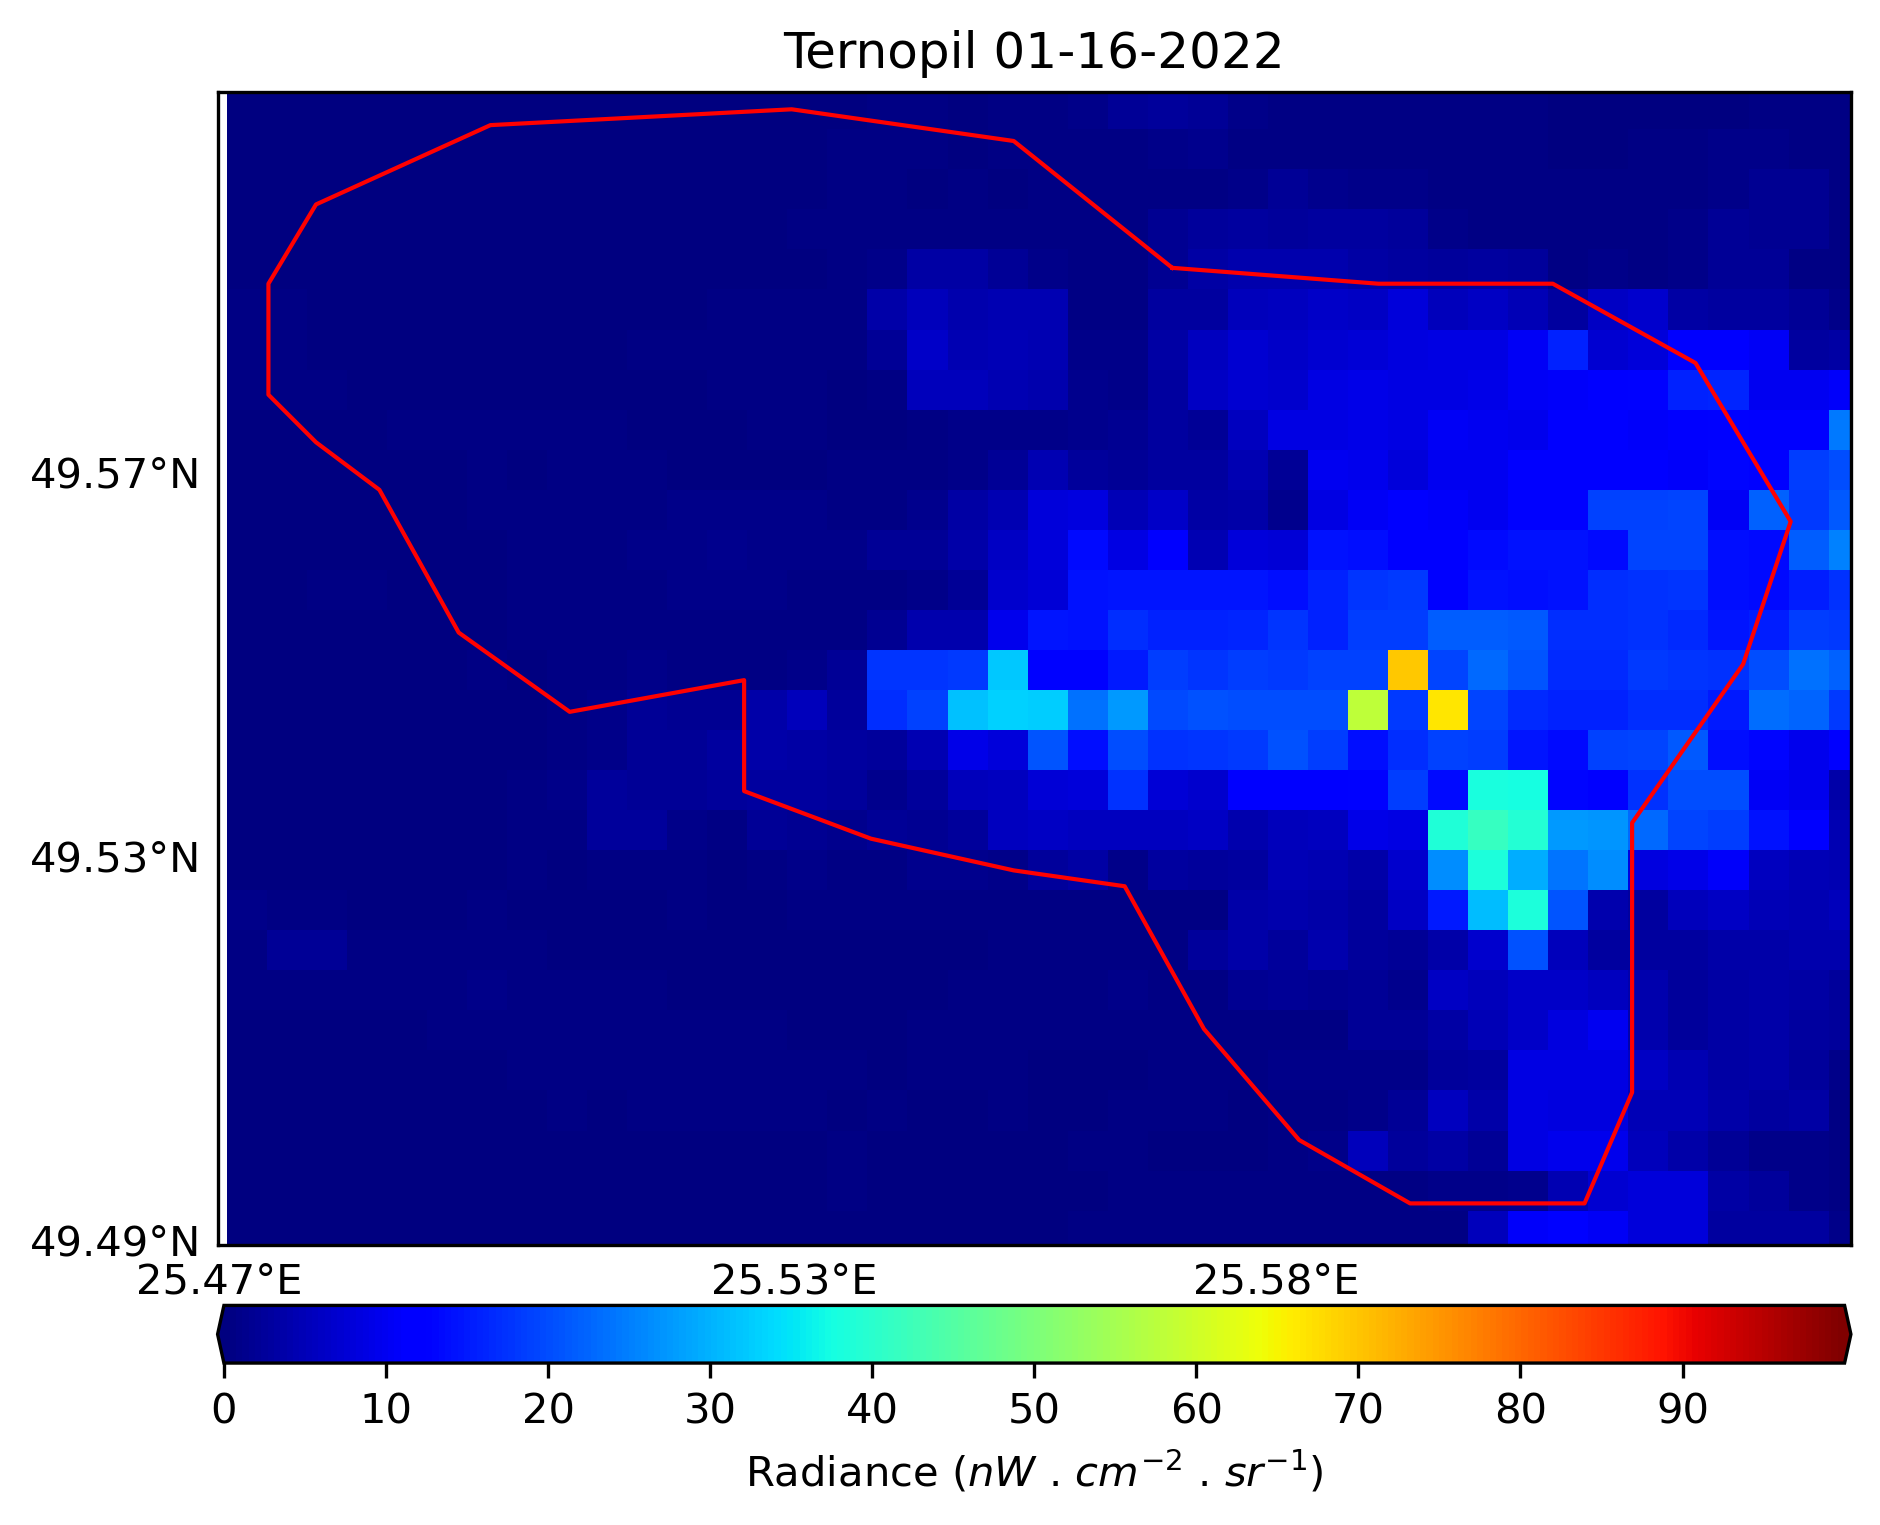 Ternopil 01-16-2022
49.57°N
49.53°N
49.49°N
25.47°E 25.53°E 25.58°E
0 10 20 30 40 50 60 70 80 90
Radiance (nW . cm⁻² . sr⁻¹)